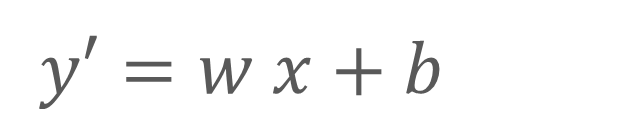 y′ = w x + b